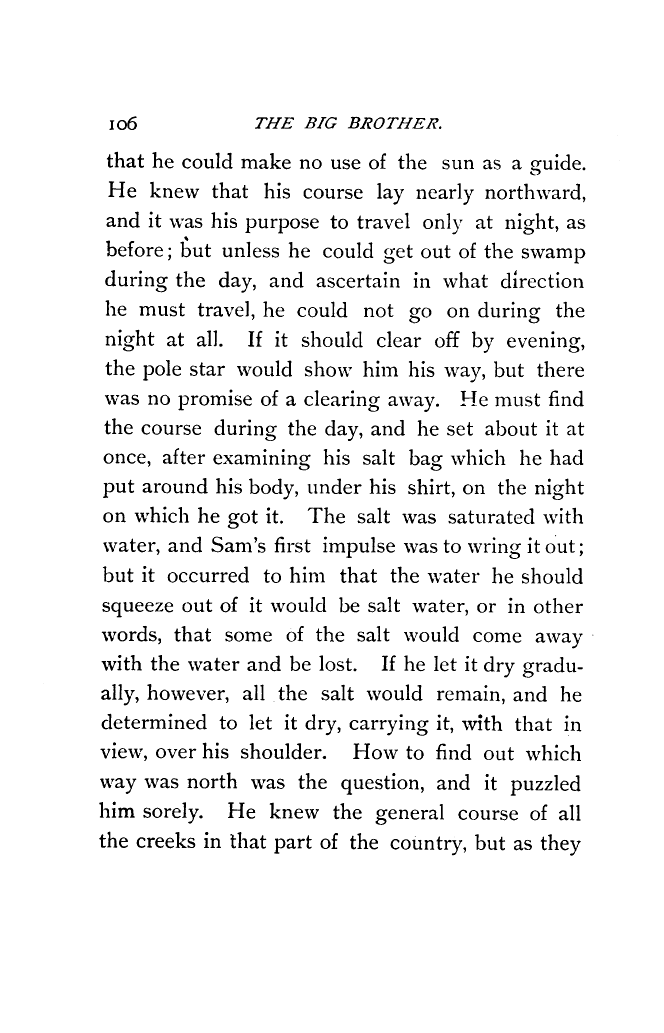 106 THE BIG BROTHER.
that he could make no use of the sun as a guide.
He knew that his course lay nearly northward,
and it was his purpose to travel only at night, as
before; but unless he could get out of the swamp
during the day, and ascertain in what direction
he must travel, he could not go on during the
night at all. If it should clear off by evening,
the pole star would show him his way, but there
was no promise of a clearing away. He must find
the course during the day, and he set about it at
once, after examining his salt bag which he had
put around his body, under his shirt, on the night
on which he got it. The salt was saturated with
water, and Sam's first impulse was to wring it out;
but it occurred to him that the water he should
squeeze out of it would be salt water, or in other
words, that some of the salt would come away
with the water and be lost. If he let it dry gradu-
ally, however, all the salt would remain, and he
determined to let it dry, carrying it, with that in
view, over his shoulder. How to find out which
way was north was the question, and it puzzled
him sorely. He knew the general course of all
the creeks in that part of the country, but as they